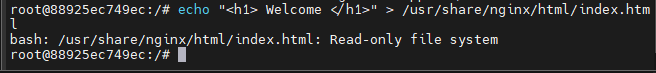 root@88925ec749ec:/# echo "<h1> Welcome </h1>" > /usr/share/nginx/html/index.htm
l
bash: /usr/share/nginx/html/index.html: Read-only file system
root@88925ec749ec:/#